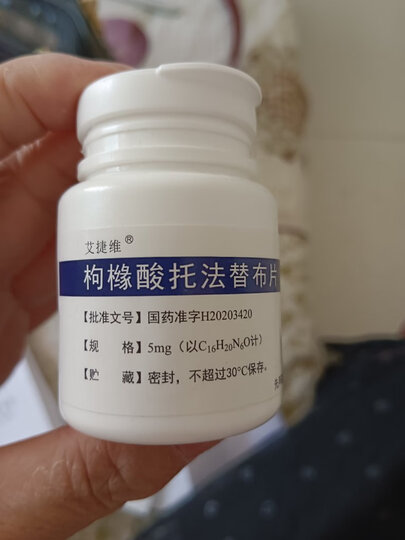 艾捷维®
枸橼酸托法替布片
【批准文号】国药准字H20203420
【规　　格】5mg（以C₁₆H₂₀N₆O计）
【贮　　藏】密封，不超过30°C保存。